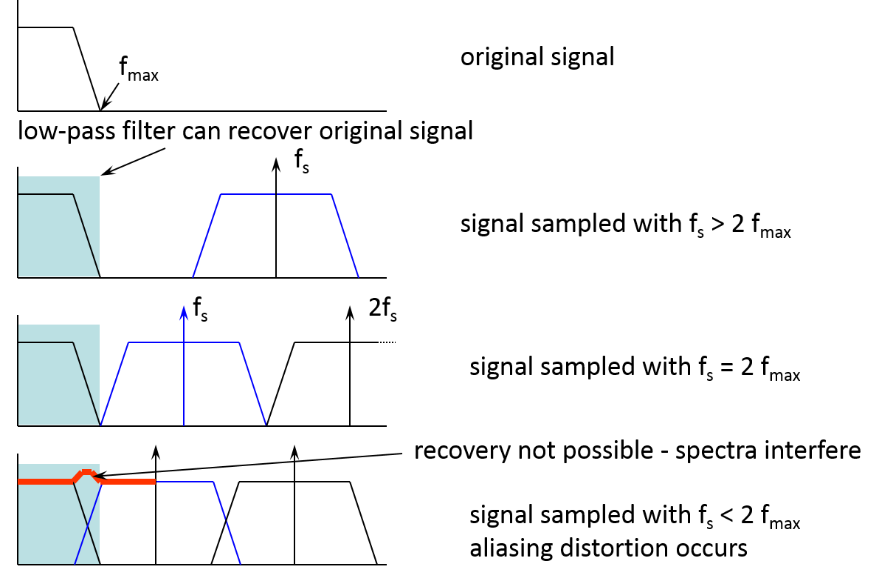 original signal
fmax
low-pass filter can recover original signal
fs
signal sampled with fs > 2 fmax
fs
2fs
signal sampled with fs = 2 fmax
recovery not possible - spectra interfere
signal sampled with fs < 2 fmax
aliasing distortion occurs